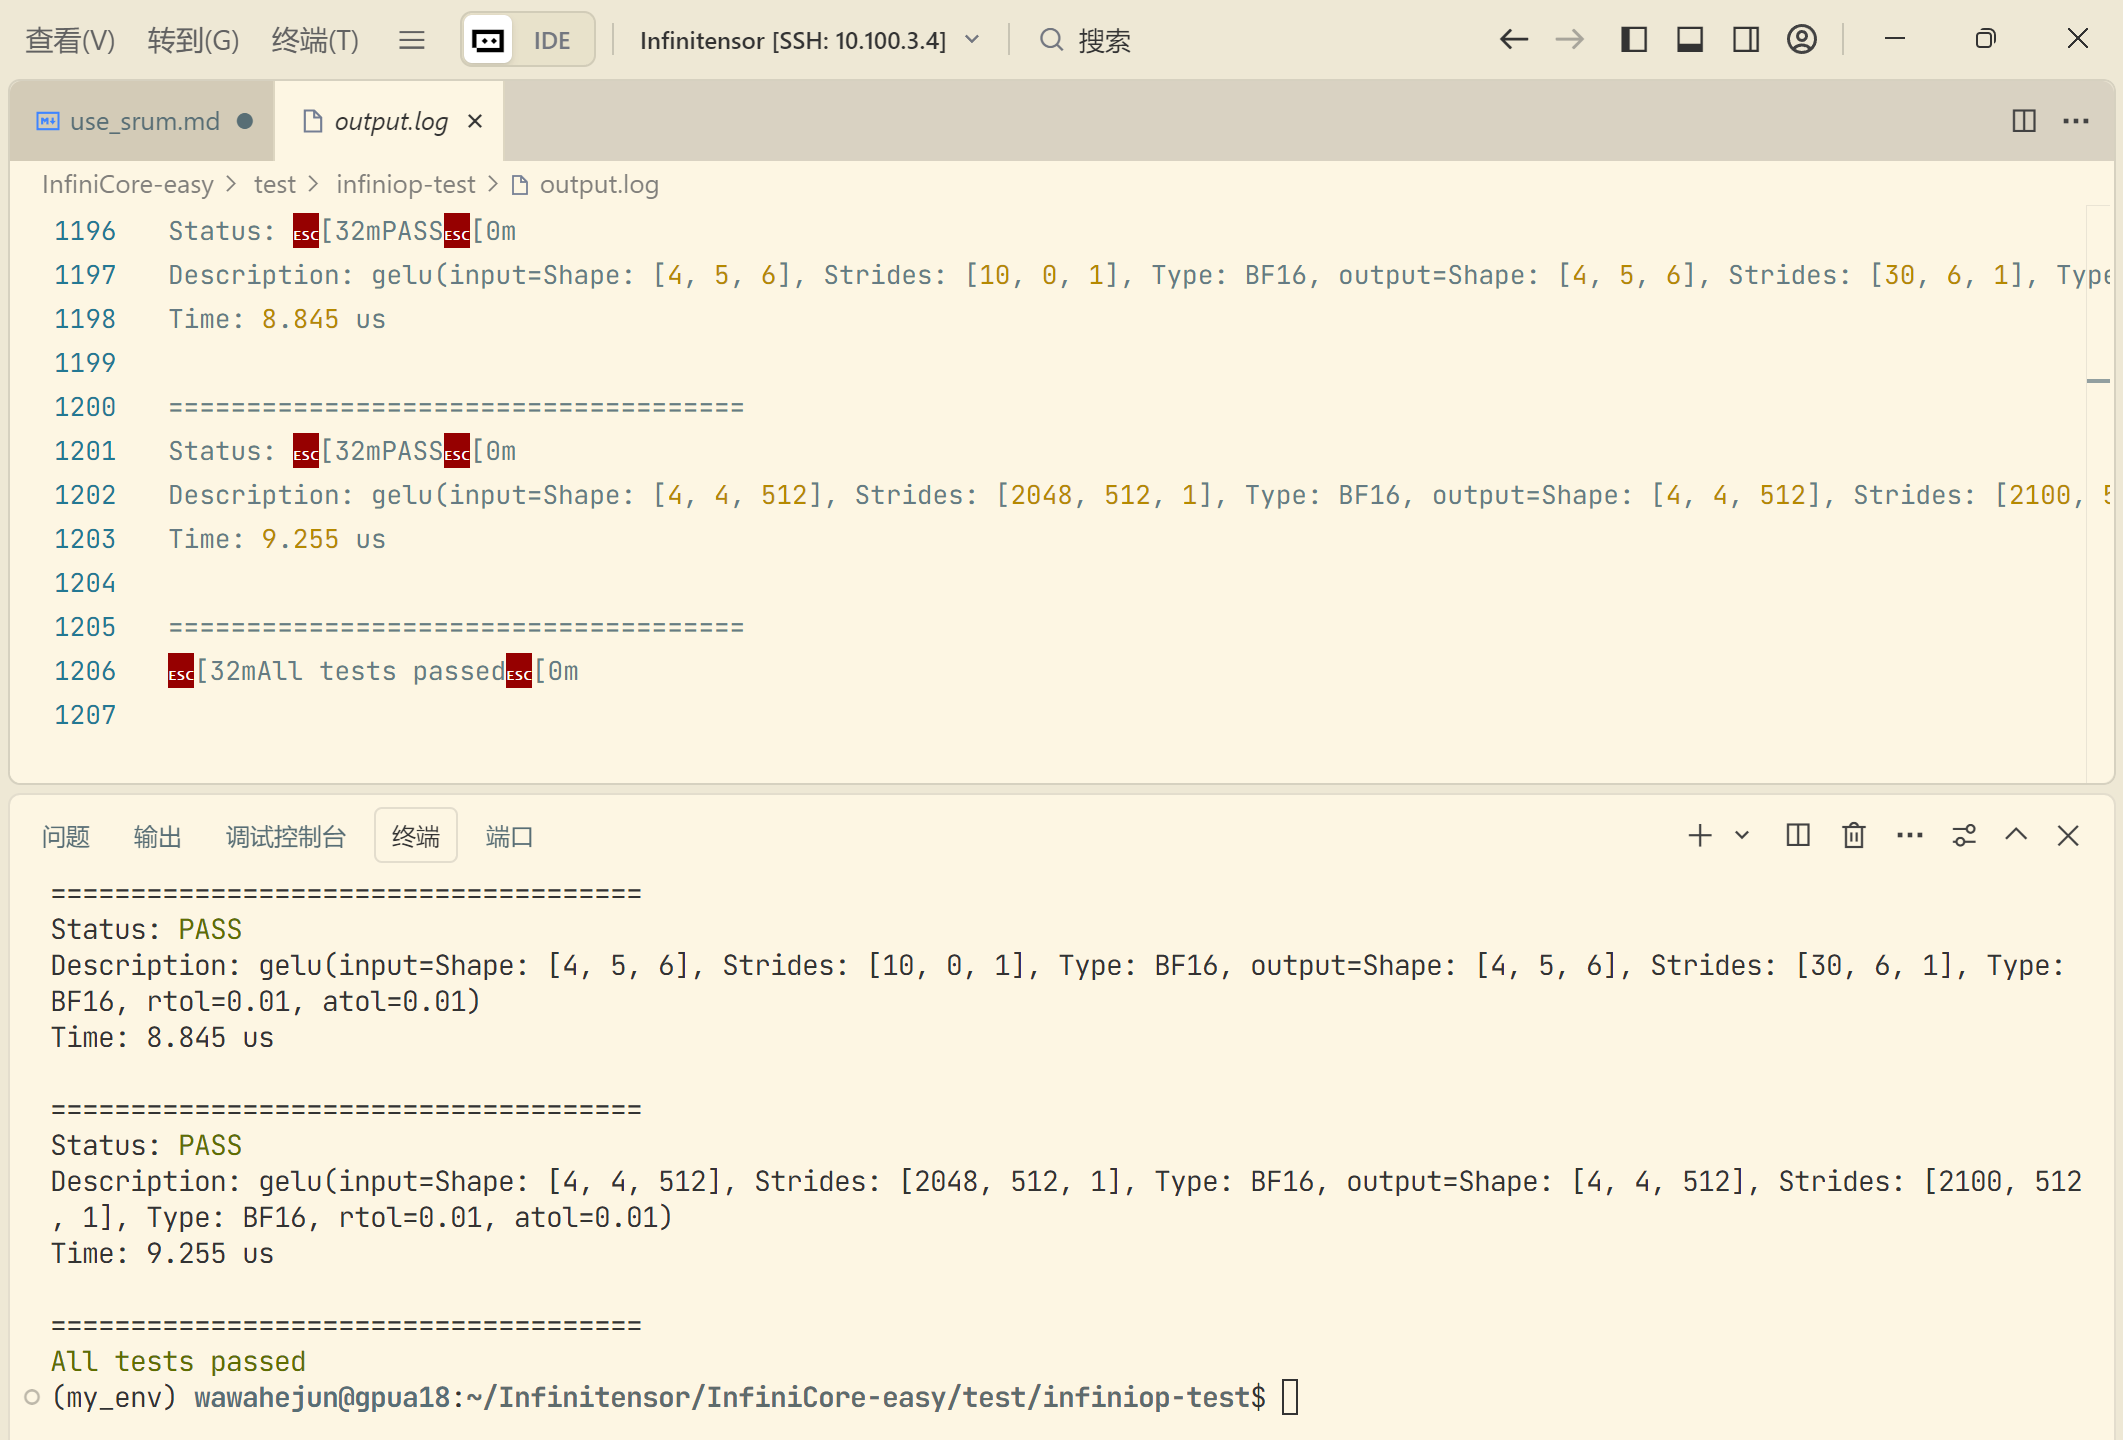 查看(V) 转到(G) 终端(T) IDE Infinitensor [SSH: 10.100.3.4] 搜索
use_srum.md output.log
InfiniCore-easy > test > infiniop-test > output.log
1196 Status: ESC[32mPASSESC[0m
1197 Description: gelu(input=Shape: [4, 5, 6], Strides: [10, 0, 1], Type: BF16, output=Shape: [4, 5, 6], Strides: [30, 6, 1], Type
1198 Time: 8.845 us
1199
1200 =====================================
1201 Status: ESC[32mPASSESC[0m
1202 Description: gelu(input=Shape: [4, 4, 512], Strides: [2048, 512, 1], Type: BF16, output=Shape: [4, 4, 512], Strides: [2100, 5
1203 Time: 9.255 us
1204
1205 =====================================
1206 ESC[32mAll tests passedESC[0m
1207
问题 输出 调试控制台 终端 端口
=====================================
Status: PASS
Description: gelu(input=Shape: [4, 5, 6], Strides: [10, 0, 1], Type: BF16, output=Shape: [4, 5, 6], Strides: [30, 6, 1], Type:
BF16, rtol=0.01, atol=0.01)
Time: 8.845 us
=====================================
Status: PASS
Description: gelu(input=Shape: [4, 4, 512], Strides: [2048, 512, 1], Type: BF16, output=Shape: [4, 4, 512], Strides: [2100, 512
, 1], Type: BF16, rtol=0.01, atol=0.01)
Time: 9.255 us
=====================================
All tests passed
(my_env) wawahejun@gpua18:~/Infinitensor/InfiniCore-easy/test/infiniop-test$